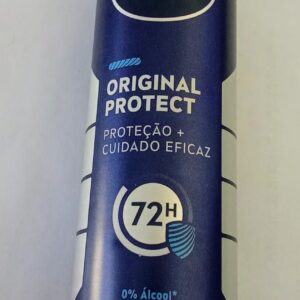 ORIGINAL
PROTECT
PROTEÇÃO +
CUIDADO EFICAZ
72H
0% Álcool*